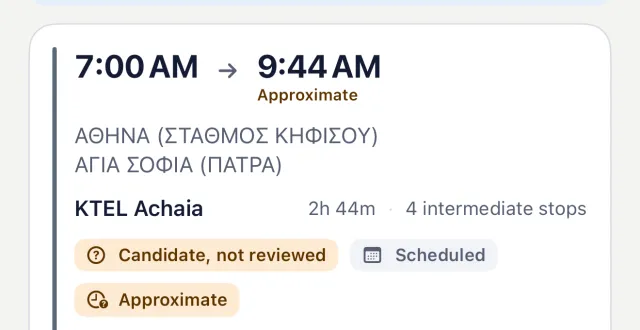 7:00 AM → 9:44 AM
Approximate
ΑΘΗΝΑ (ΣΤΑΘΜΟΣ ΚΗΦΙΣΟΥ)
ΑΓΙΑ ΣΟΦΙΑ (ΠΑΤΡΑ)
KTEL Achaia 2h 44m · 4 intermediate stops
Candidate, not reviewed Scheduled
Approximate